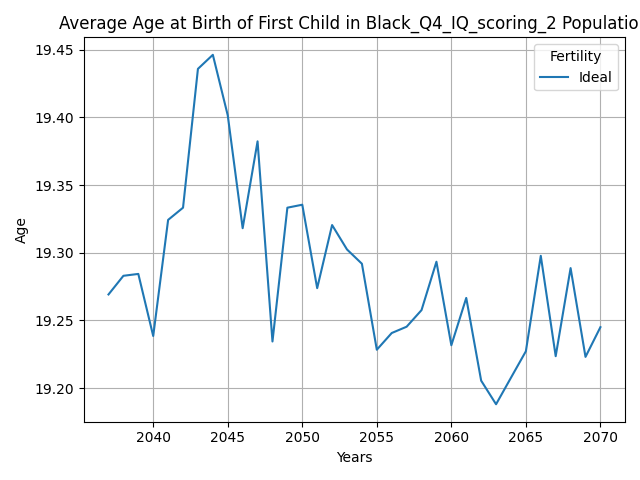 Average Age at Birth of First Child in Black_Q4_IQ_scoring_2 Populatio
Fertility
Ideal
19.45
19.40
19.35
19.30
19.25
19.20
Age
2040 2045 2050 2055 2060 2065 2070
Years